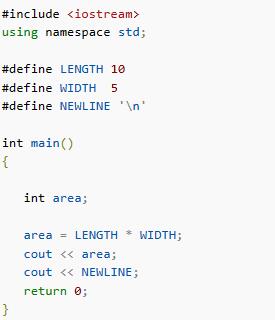 #include <iostream>
using namespace std;

#define LENGTH 10
#define WIDTH  5
#define NEWLINE '\n'

int main()
{

   int area;

   area = LENGTH * WIDTH;
   cout << area;
   cout << NEWLINE;
   return 0;
}